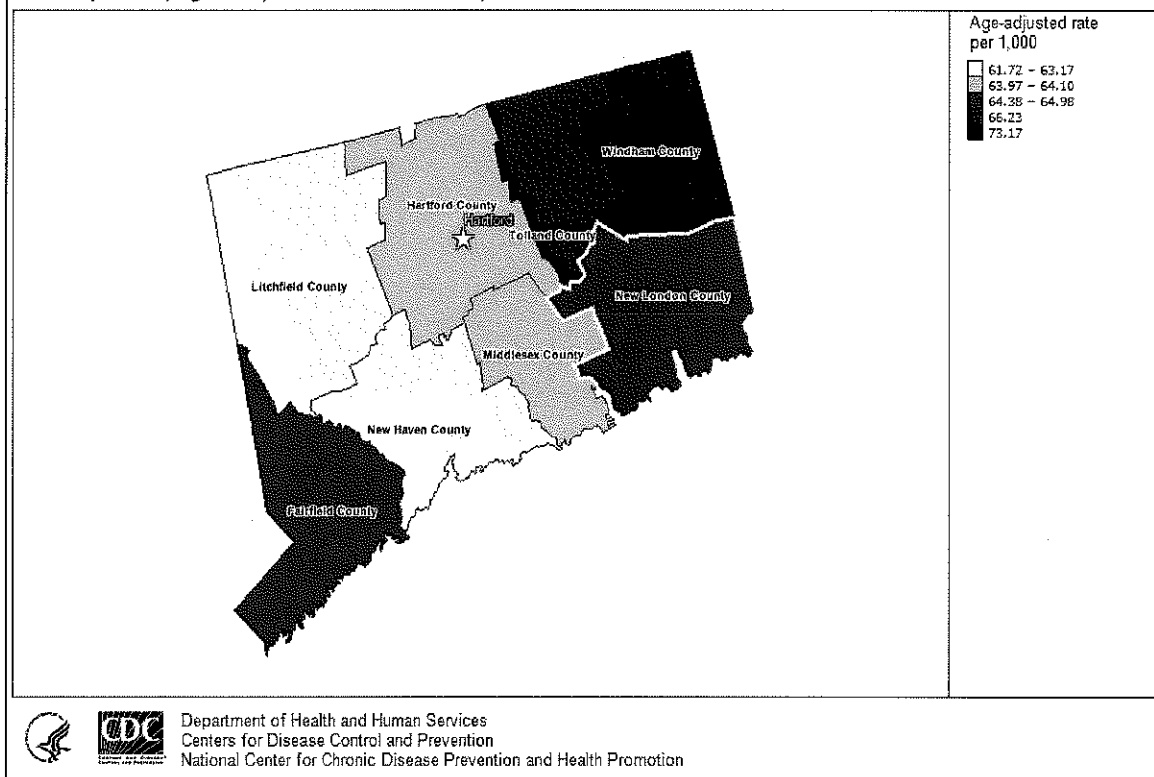 Age-adjusted rate
per 1,000
61.72 - 63.17
63.97 - 64.10
64.38 - 64.98
66.23
73.17
Windham County
Hartford County
Hartford
Tolland County
Litchfield County
New London County
Middlesex County
New Haven County
Fairfield County
CDC
Department of Health and Human Services
Centers for Disease Control and Prevention
National Center for Chronic Disease Prevention and Health Promotion